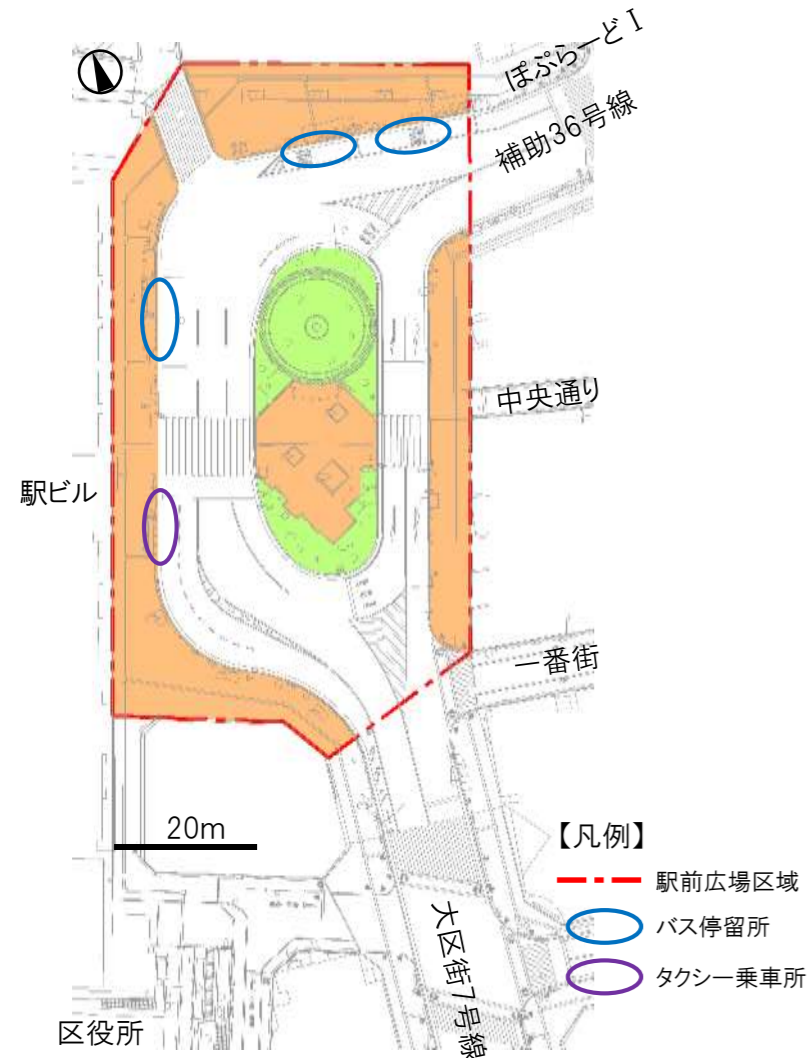 ぽぷらーどⅠ
補助36号線
中央通り
駅ビル
一番街
20m
【凡例】
駅前広場区域
バス停留所
タクシー乗車所
大区街7号線
区役所